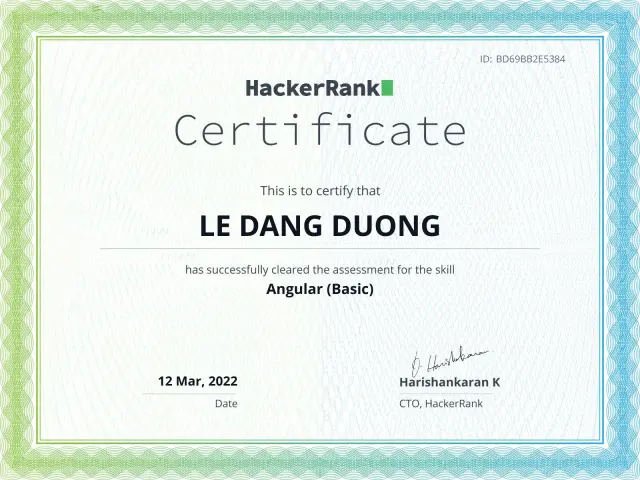 ID: BD69BB2E5384
HackerRank
Certificate
This is to certify that
LE DANG DUONG
has successfully cleared the assessment for the skill
Angular (Basic)
12 Mar, 2022
Date
Harishankaran K
CTO, HackerRank